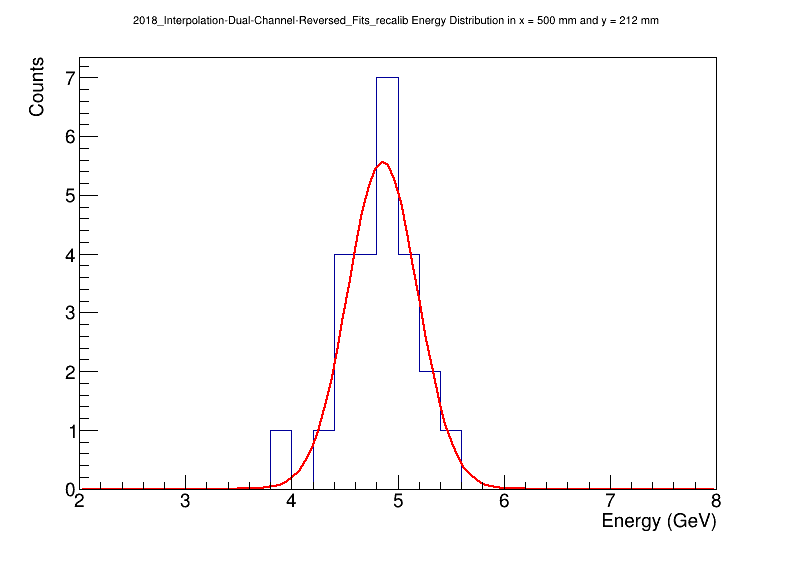 2018_Interpolation-Dual-Channel-Reversed_Fits_recalib Energy Distribution in x = 500 mm and y = 212 mm
Counts
7
6
5
4
3
2
1
0
2 3 4 5 6 7 8
Energy (GeV)